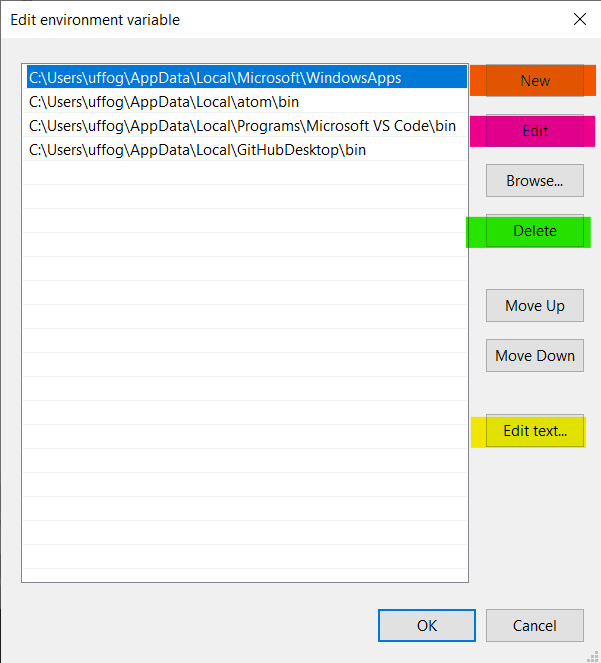 Edit environment variable
C:\Users\uffog\AppData\Local\Microsoft\WindowsApps
C:\Users\uffog\AppData\Local\atom\bin
C:\Users\uffog\AppData\Local\Programs\Microsoft VS Code\bin
C:\Users\uffog\AppData\Local\GitHubDesktop\bin
New
Edit
Browse...
Delete
Move Up
Move Down
Edit text...
OK
Cancel